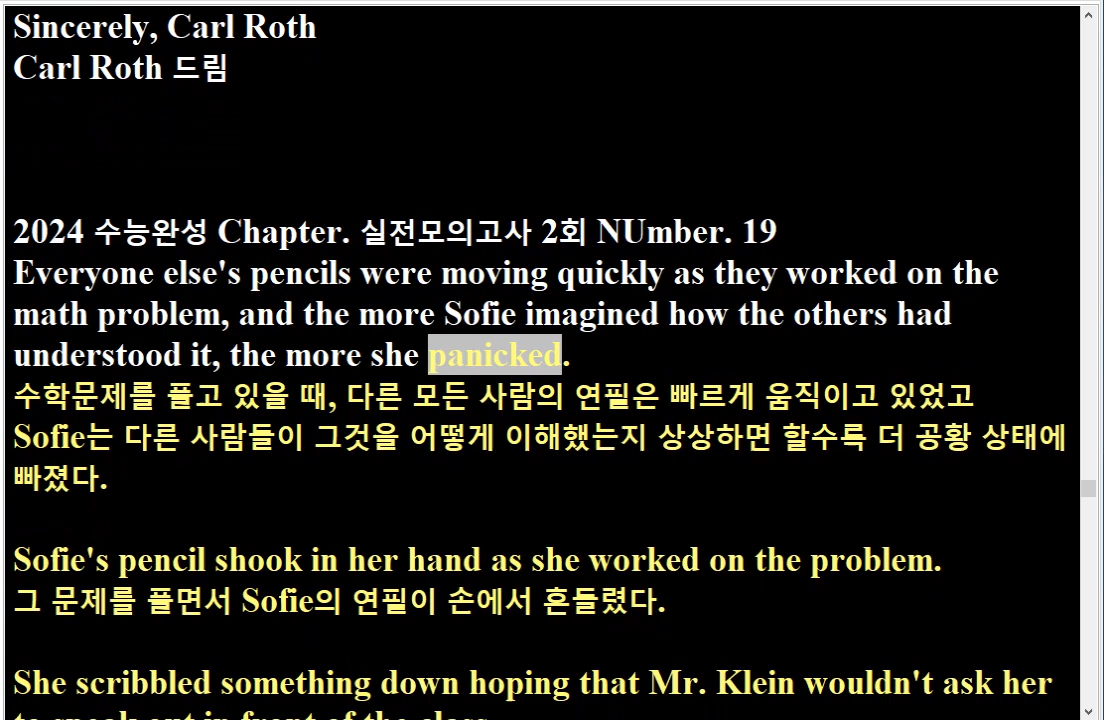 Sincerely, Carl Roth
Carl Roth 드림
2024 수능완성 Chapter. 실전모의고사 2회 NUmber. 19
Everyone else's pencils were moving quickly as they worked on the
math problem, and the more Sofie imagined how the others had
understood it, the more she panicked.
수학문제를 풀고 있을 때, 다른 모든 사람의 연필은 빠르게 움직이고 있었고
Sofie는 다른 사람들이 그것을 어떻게 이해했는지 상상하면 할수록 더 공황 상태에
빠졌다.
Sofie's pencil shook in her hand as she worked on the problem.
그 문제를 풀면서 Sofie의 연필이 손에서 흔들렸다.
She scribbled something down hoping that Mr. Klein wouldn't ask her
to speak out in front of the class.